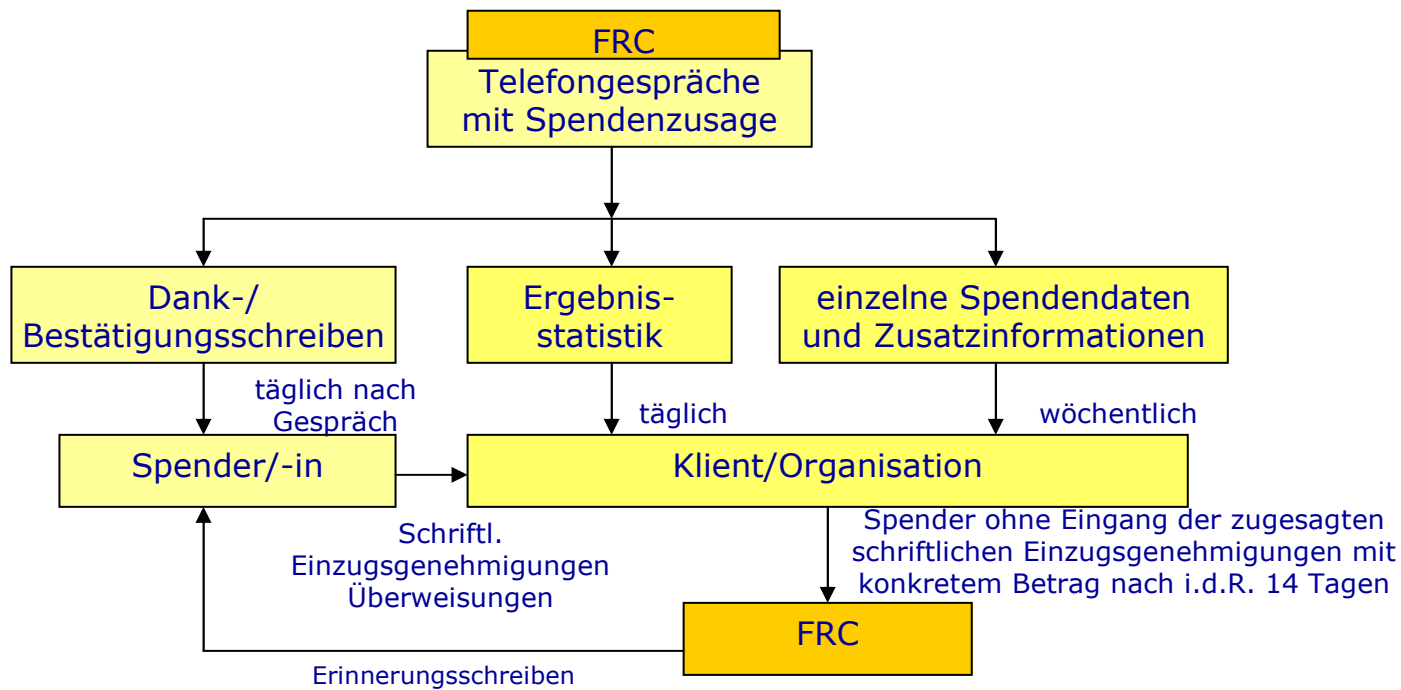 FRC
Telefongespräche
mit Spendenzusage
Dank-/
Bestätigungsschreiben
Ergebnis-
statistik
einzelne Spendendaten
und Zusatzinformationen
täglich nach
Gespräch
täglich
wöchentlich
Spender/-in
Klient/Organisation
Schriftl.
Einzugsgenehmigungen
Überweisungen
Spender ohne Eingang der zugesagten
schriftlichen Einzugsgenehmigungen mit
konkretem Betrag nach i.d.R. 14 Tagen
FRC
Erinnerungsschreiben